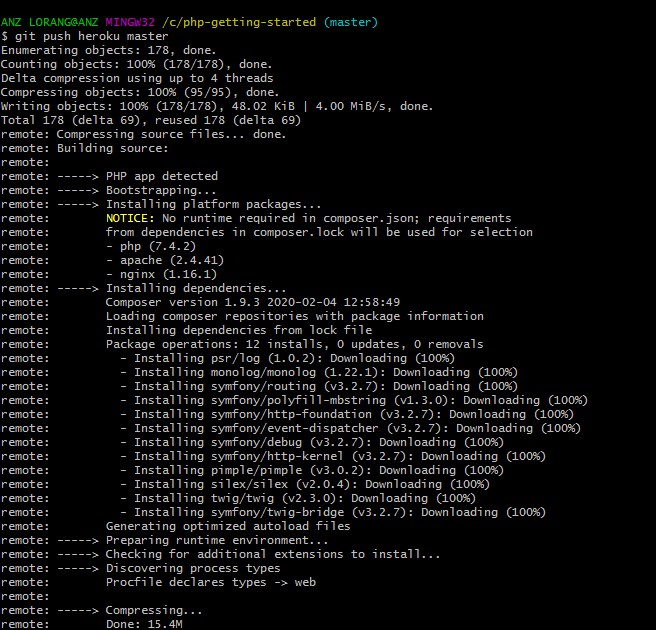 ANZ LORANG@ANZ MINGW32 /c/php-getting-started (master)
$ git push heroku master
Enumerating objects: 178, done.
Counting objects: 100% (178/178), done.
Delta compression using up to 4 threads
Compressing objects: 100% (95/95), done.
Writing objects: 100% (178/178), 48.02 KiB | 4.00 MiB/s, done.
Total 178 (delta 69), reused 178 (delta 69)
remote: Compressing source files... done.
remote: Building source:
remote:
remote: -----> PHP app detected
remote: -----> Bootstrapping...
remote: -----> Installing platform packages...
remote:        NOTICE: No runtime required in composer.json; requirements
remote:        from dependencies in composer.lock will be used for selection
remote:        - php (7.4.2)
remote:        - apache (2.4.41)
remote:        - nginx (1.16.1)
remote: -----> Installing dependencies...
remote:        Composer version 1.9.3 2020-02-04 12:58:49
remote:        Loading composer repositories with package information
remote:        Installing dependencies from lock file
remote:        Package operations: 12 installs, 0 updates, 0 removals
remote:          - Installing psr/log (1.0.2): Downloading (100%)
remote:          - Installing monolog/monolog (1.22.1): Downloading (100%)
remote:          - Installing symfony/routing (v3.2.7): Downloading (100%)
remote:          - Installing symfony/polyfill-mbstring (v1.3.0): Downloading (100%)
remote:          - Installing symfony/http-foundation (v3.2.7): Downloading (100%)
remote:          - Installing symfony/event-dispatcher (v3.2.7): Downloading (100%)
remote:          - Installing symfony/debug (v3.2.7): Downloading (100%)
remote:          - Installing symfony/http-kernel (v3.2.7): Downloading (100%)
remote:          - Installing pimple/pimple (v3.0.2): Downloading (100%)
remote:          - Installing silex/silex (v2.0.4): Downloading (100%)
remote:          - Installing twig/twig (v2.3.0): Downloading (100%)
remote:          - Installing symfony/twig-bridge (v3.2.7): Downloading (100%)
remote:        Generating optimized autoload files
remote: -----> Preparing runtime environment...
remote: -----> Checking for additional extensions to install...
remote: -----> Discovering process types
remote:        Procfile declares types -> web
remote:
remote: -----> Compressing...
remote:        Done: 15.4M